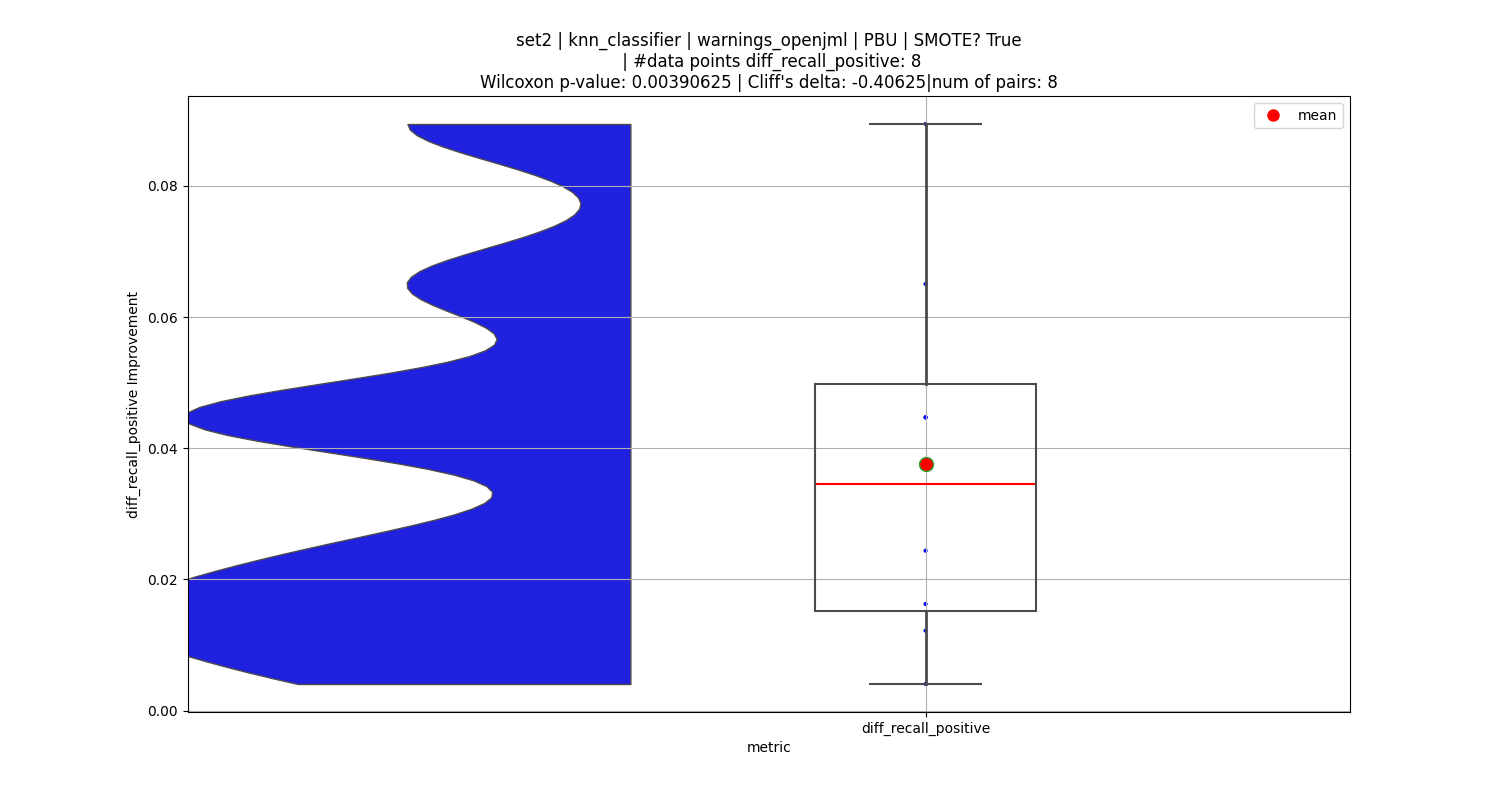 set2 | knn_classifier | warnings_openjml | PBU | SMOTE? True
| #data points diff_recall_positive: 8
Wilcoxon p-value: 0.00390625 | Cliff's delta: -0.40625|num of pairs: 8
mean
0.08
0.06
0.04
0.02
0.00
diff_recall_positive Improvement
diff_recall_positive
metric